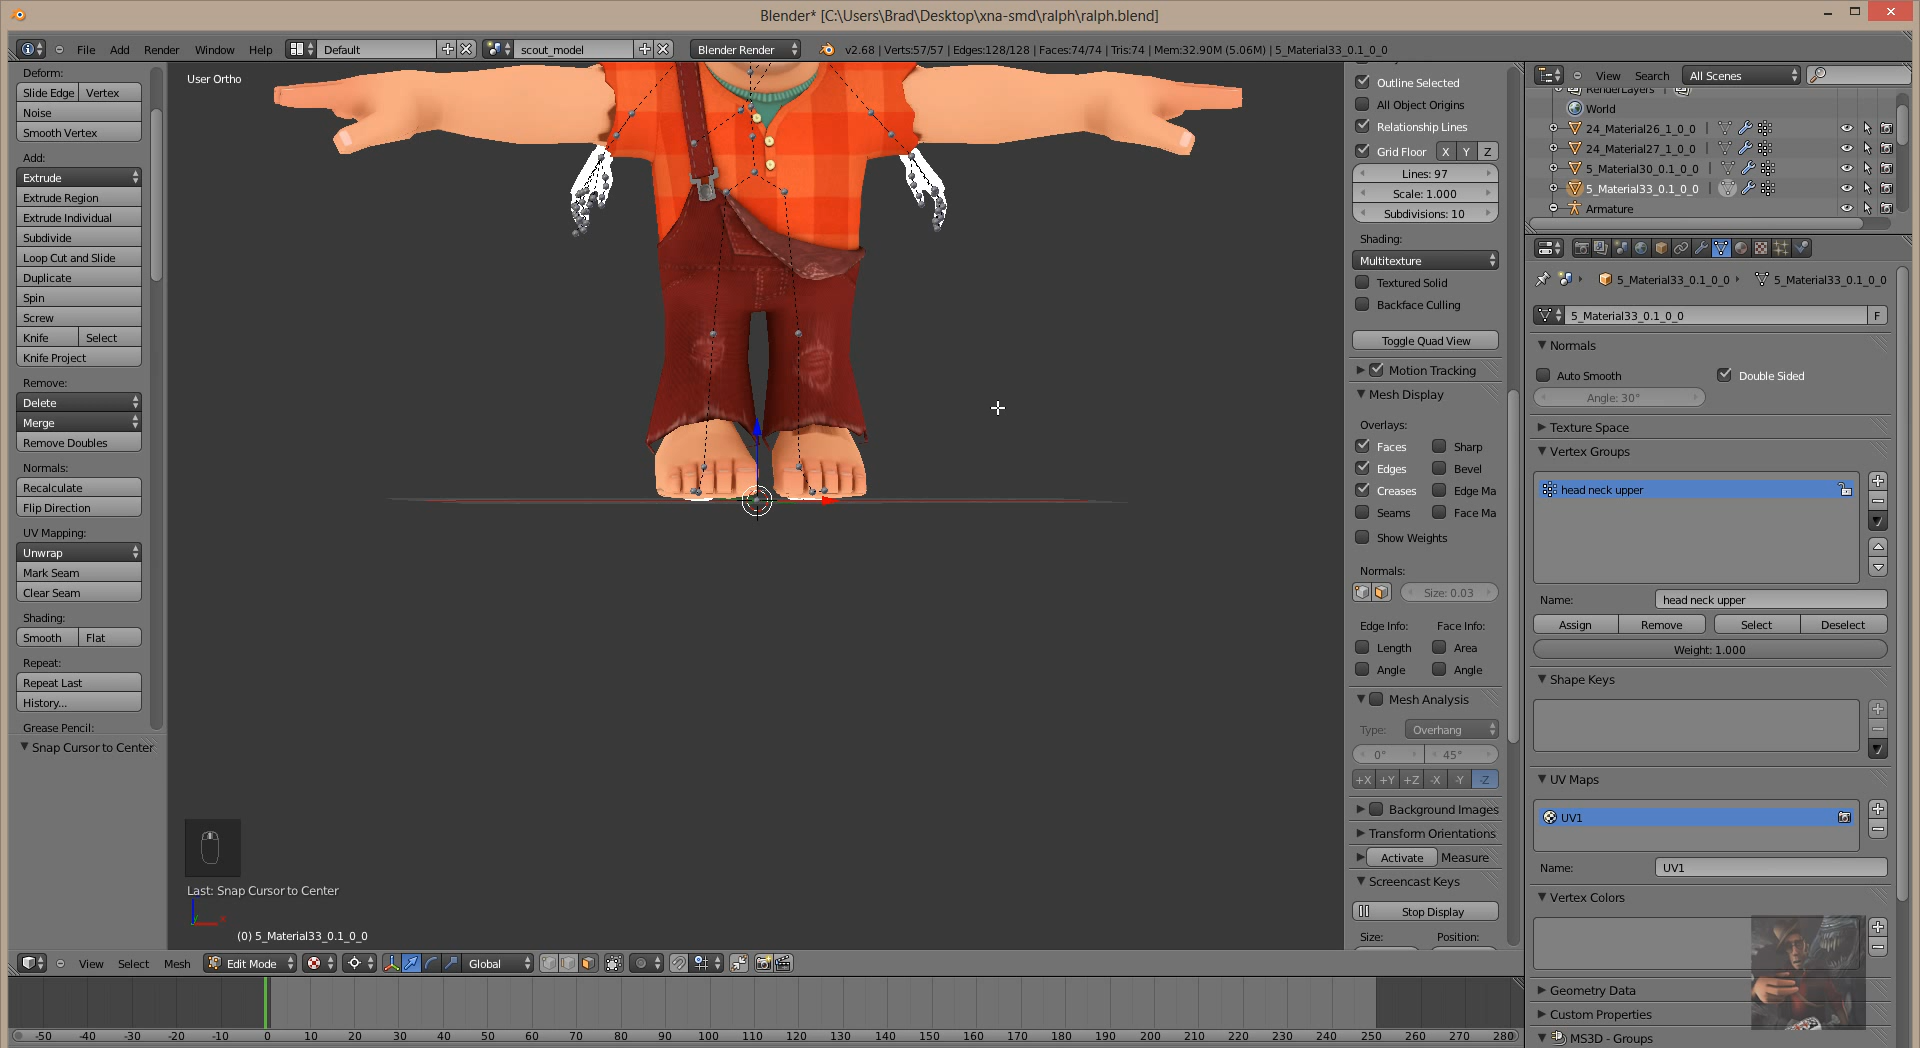 Blender* [C:\Users\Brad\Desktop\xna-smd\ralph\ralph.blend]
File Add Render Window Help Default scout_model Blender Render v2.68 | Verts:57/57 | Edges:128/128 | Faces:74/74 | Tris:74 | Mem:32.90M (5.06M) | 5_Material33_0.1_0_0
Deform:
Slide Edge Vertex
Noise
Smooth Vertex
Add:
Extrude
Extrude Region
Extrude Individual
Subdivide
Loop Cut and Slide
Duplicate
Spin
Screw
Knife Select
Knife Project
Remove:
Delete
Merge
Remove Doubles
Normals:
Recalculate
Flip Direction
UV Mapping:
Unwrap
Mark Seam
Clear Seam
Shading:
Smooth Flat
Repeat:
Repeat Last
History...
Grease Pencil:
Snap Cursor to Center
User Ortho
Last: Snap Cursor to Center
(0) 5_Material33_0.1_0_0
Outline Selected
All Object Origins
Relationship Lines
Grid Floor X Y Z
Lines: 97
Scale: 1.000
Subdivisions: 10
Shading:
Multitexture
Textured Solid
Backface Culling
Toggle Quad View
Motion Tracking
Mesh Display
Overlays:
Faces Sharp
Edges Bevel
Creases Edge Ma
Seams Face Ma
Show Weights
Normals:
Size: 0.03
Edge Info: Face Info:
Length Area
Angle Angle
Mesh Analysis
Type: Overhang
0° 45°
+X +Y +Z -X -Y -Z
Background Images
Transform Orientations
Activate Measure
Screencast Keys
Stop Display
Size: Position:
View Search All Scenes
RenderLayers
World
24_Material26_1_0_0
24_Material27_1_0_0
5_Material30_0.1_0_0
5_Material33_0.1_0_0
Armature
5_Material33_0.1_0_0 5_Material33_0.1_0_0
5_Material33_0.1_0_0 F
Normals
Auto Smooth Double Sided
Angle: 30°
Texture Space
Vertex Groups
head neck upper
Name: head neck upper
Assign Remove Select Deselect
Weight: 1.000
Shape Keys
UV Maps
UV1
Name: UV1
Vertex Colors
Geometry Data
Custom Properties
MS3D - Groups
View Select Mesh Edit Mode Global
-50 -40 -30 -20 -10 0 10 20 30 40 50 60 70 80 90 100 110 120 130 140 150 160 170 180 190 200 210 220 230 240 250 260 270 280